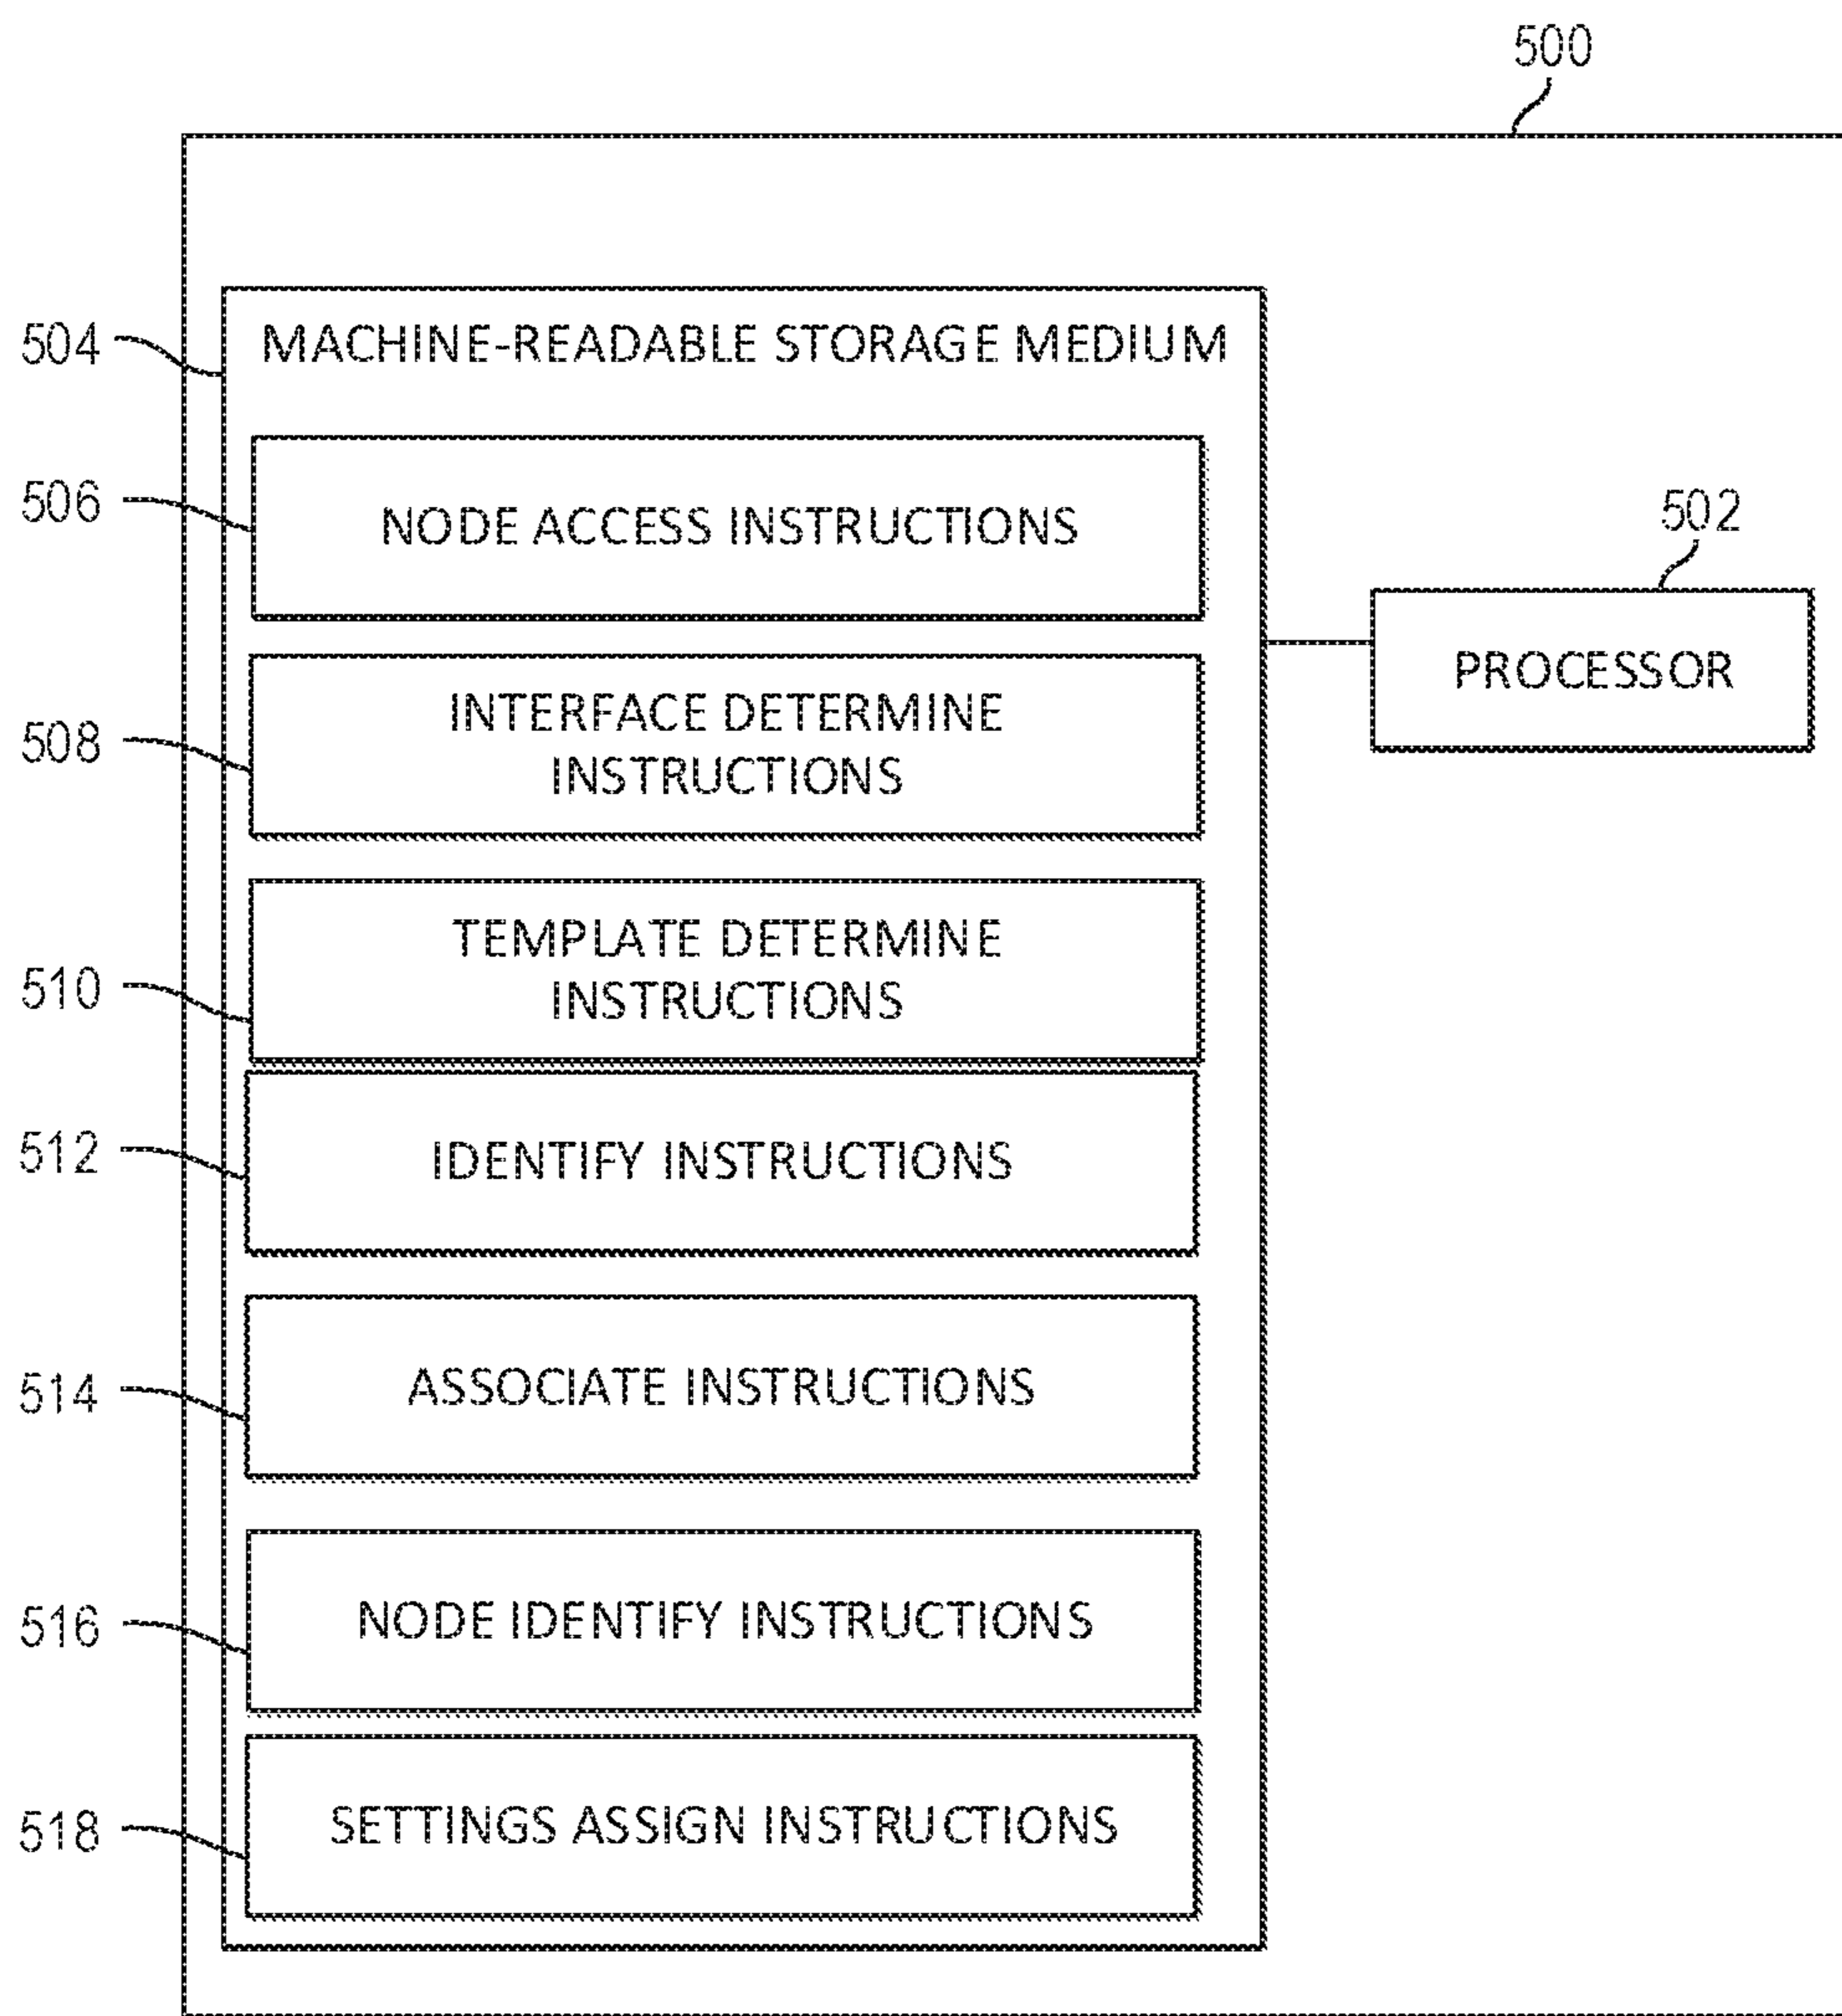 500
504
MACHINE-READABLE STORAGE MEDIUM
506
NODE ACCESS INSTRUCTIONS
502
PROCESSOR
508
INTERFACE DETERMINE
INSTRUCTIONS
510
TEMPLATE DETERMINE
INSTRUCTIONS
512
IDENTIFY INSTRUCTIONS
514
ASSOCIATE INSTRUCTIONS
516
NODE IDENTIFY INSTRUCTIONS
518
SETTINGS ASSIGN INSTRUCTIONS